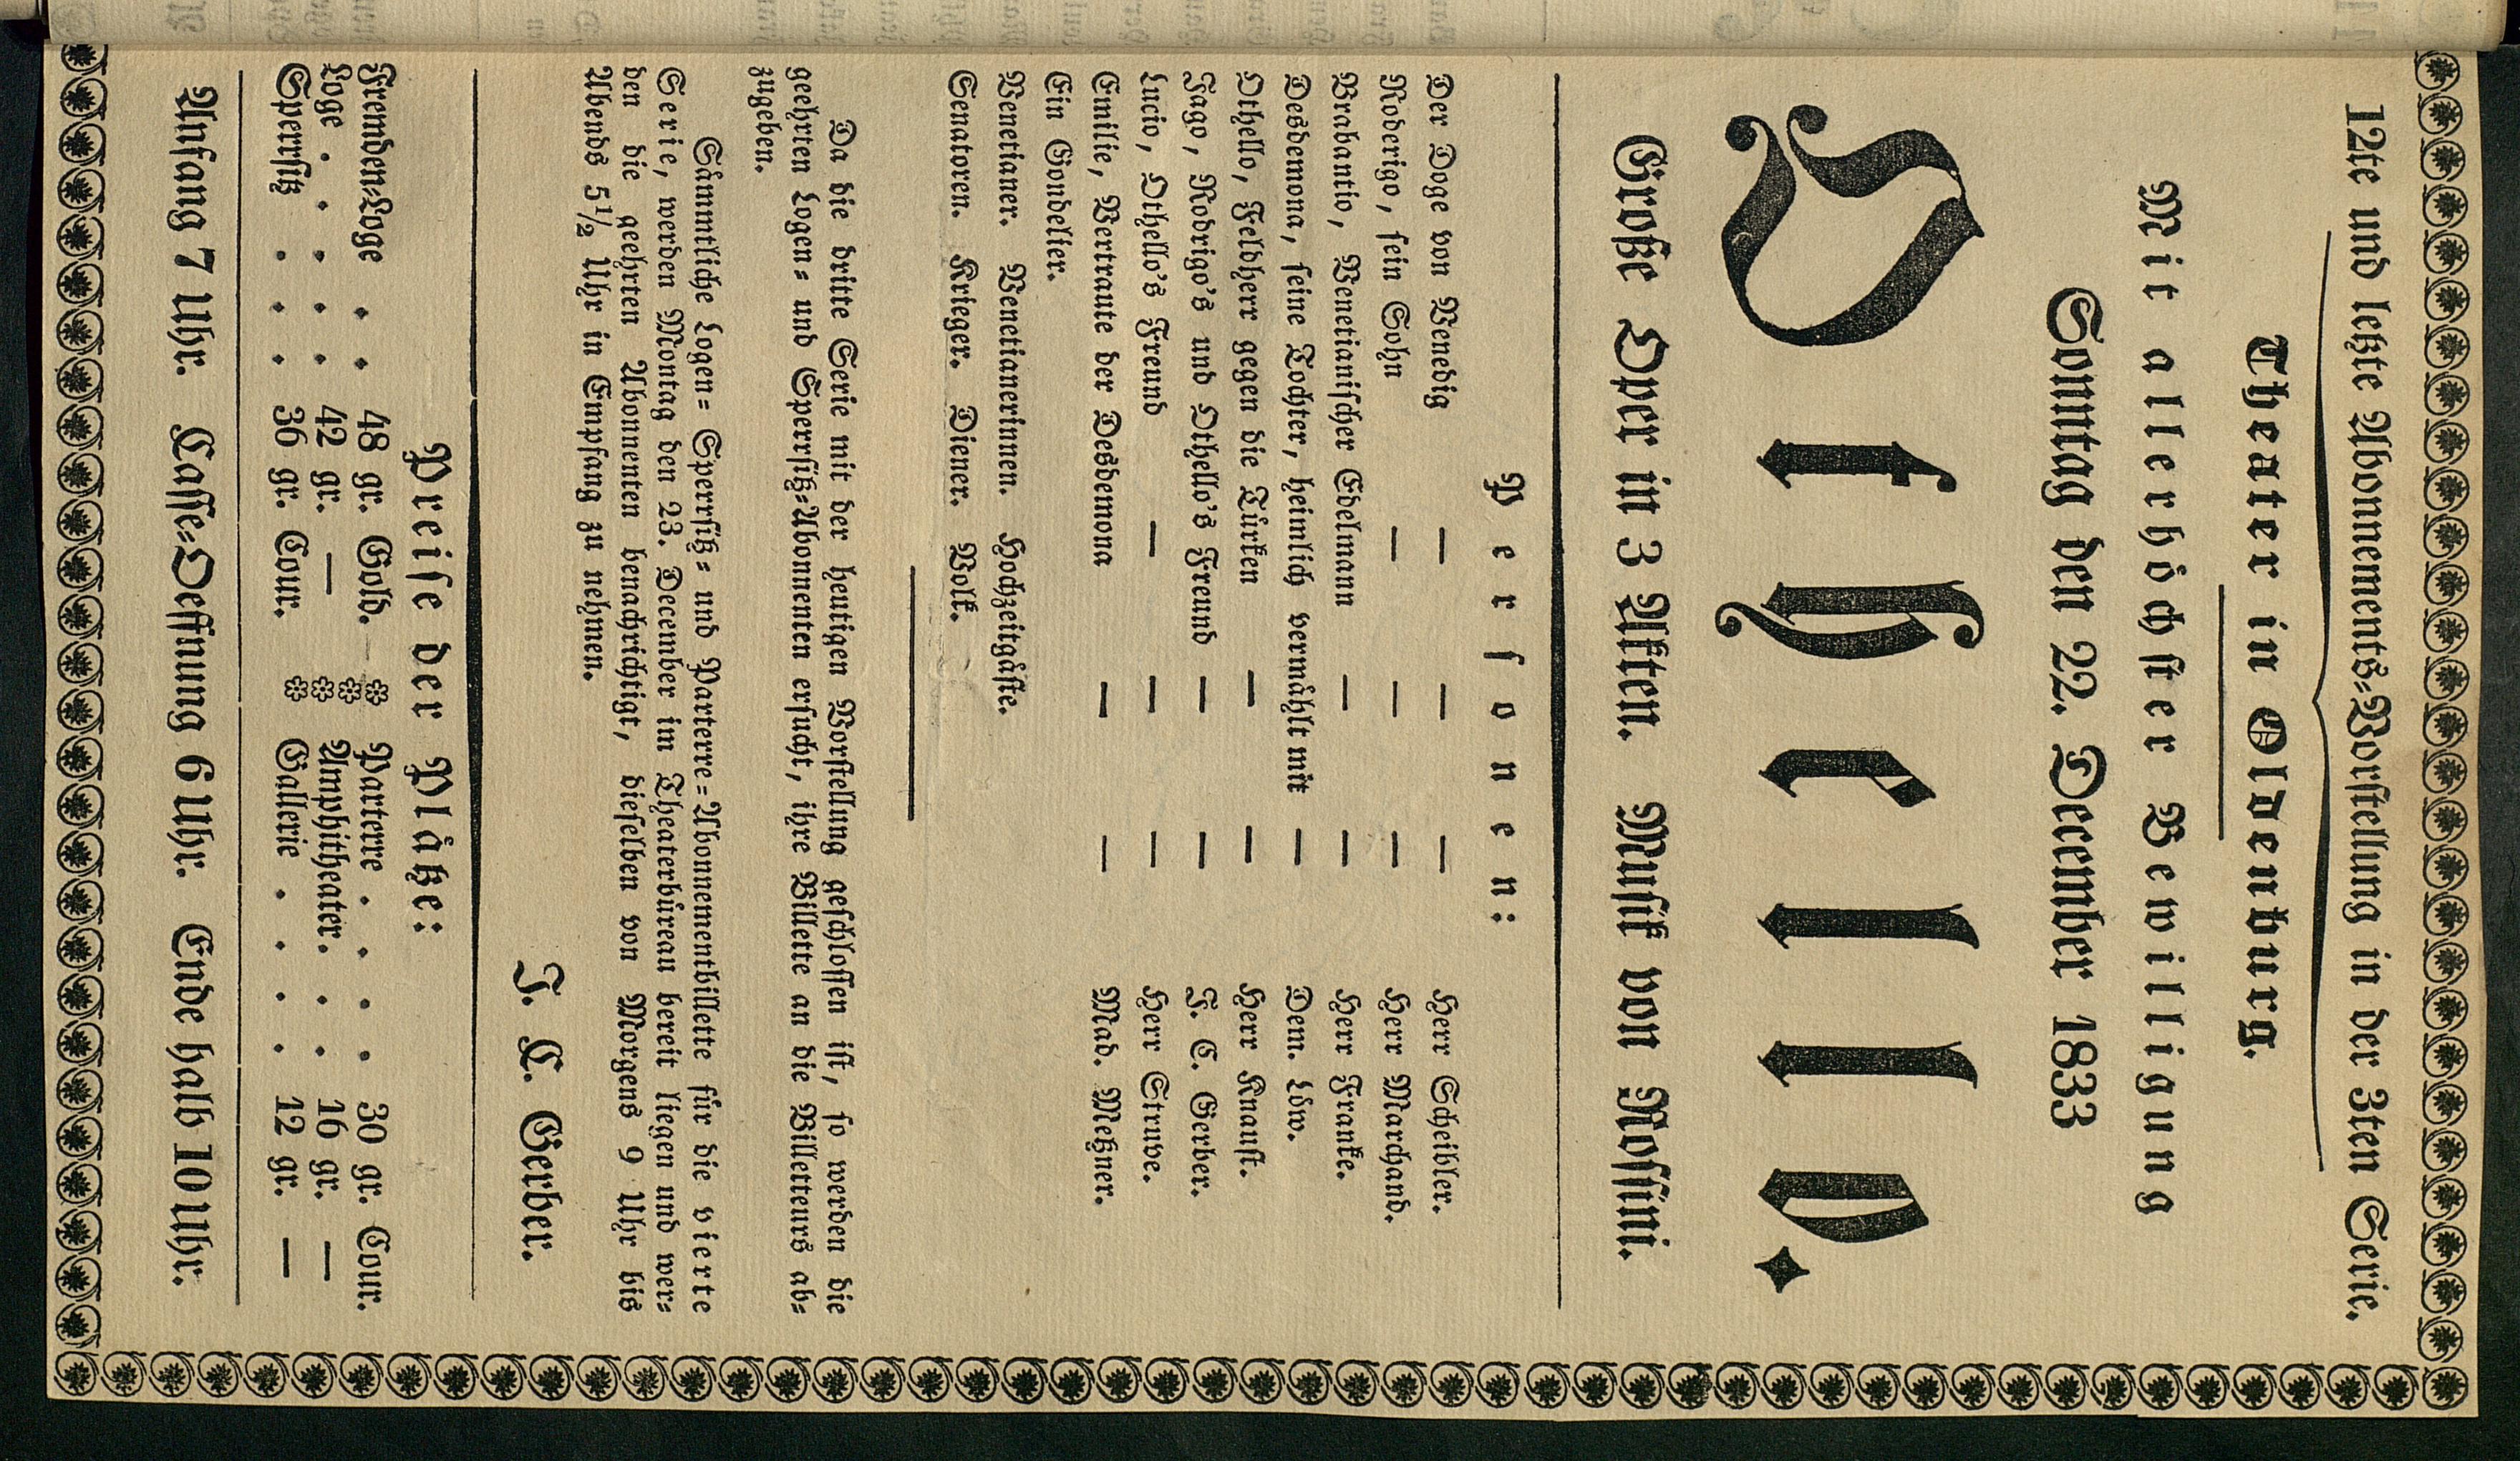 12te und letzte Abonnements-Vorstellung in der 3ten Serie.
Theater in Oldenburg.
Mit allerhöchster Bewilligung
Sonntag den 22. December 1833
Othello.
Große Oper in 3 Akten. Musik von Rossini.
Personen:
Der Doge von Venedig — — — Herr Scheibler.
Roderigo, sein Sohn — — — Herr Marchand.
Brabantio, Venetianischer Edelmann — — Herr Franke.
Desdemona, seine Tochter, heimlich vermählt mit — Dem. Löw.
Othello, Feldherr gegen die Türken — — Herr Knaust.
Jago, Rodrigo's und Othello's Freund — — J. C. Gerber.
Lucio, Othello's Freund — — — Herr Struve.
Emilie, Vertraute der Desdemona — — Mad. Metzner.
Ein Gondelier.
Venetianer. Venetianerinnen. Hochzeitgäste.
Senatoren. Krieger. Diener. Volk.
Da die dritte Serie mit der heutigen Vorstellung geschlossen ist, so werden die
geehrten Logen- und Sperrsitz-Abonnenten ersucht, ihre Billette an die Billetteurs ab-
zugeben.
Sämmtliche Logen- Sperrsitz- und Parterre-Abonnementbillette für die vierte
Serie, werden Montag den 23. December im Theaterbüreau bereit liegen und wer-
den die geehrten Abonnenten benachrichtigt, dieselben von Morgens 9 Uhr bis
Abends 5½ Uhr in Empfang zu nehmen.
J. C. Gerber.
Preise der Plätze:
Fremden-Loge . . 48 gr. Gold.
Loge . . . . . 42 gr. —
Sperrsitz . . . 36 gr. Cour.
Parterre . . . . 30 gr. Cour.
Amphitheater. . . 16 gr. —
Gallerie . . . . 12 gr. —
Anfang 7 Uhr. Casse-Oeffnung 6 Uhr. Ende halb 10 Uhr.